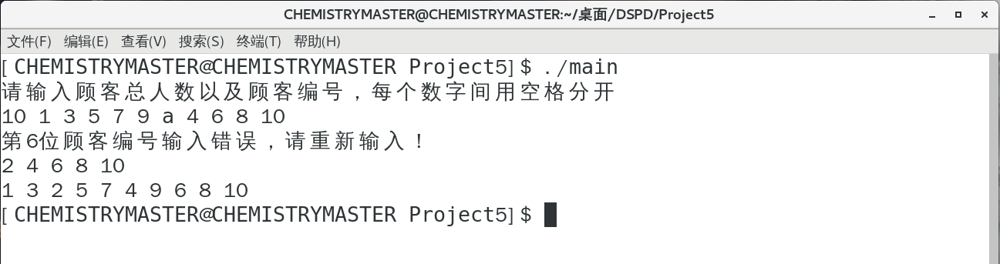 CHEMISTRYMASTER@CHEMISTRYMASTER:~/桌面/DSPD/Project5
文件(F) 编辑(E) 查看(V) 搜索(S) 终端(T) 帮助(H)
[CHEMISTRYMASTER@CHEMISTRYMASTER Project5]$ ./main
请输入顾客总人数以及顾客编号，每个数字间用空格分开
10 1 3 5 7 9 a 4 6 8 10
第6位顾客编号输入错误，请重新输入！
2 4 6 8 10
1 3 2 5 7 4 9 6 8 10
[CHEMISTRYMASTER@CHEMISTRYMASTER Project5]$